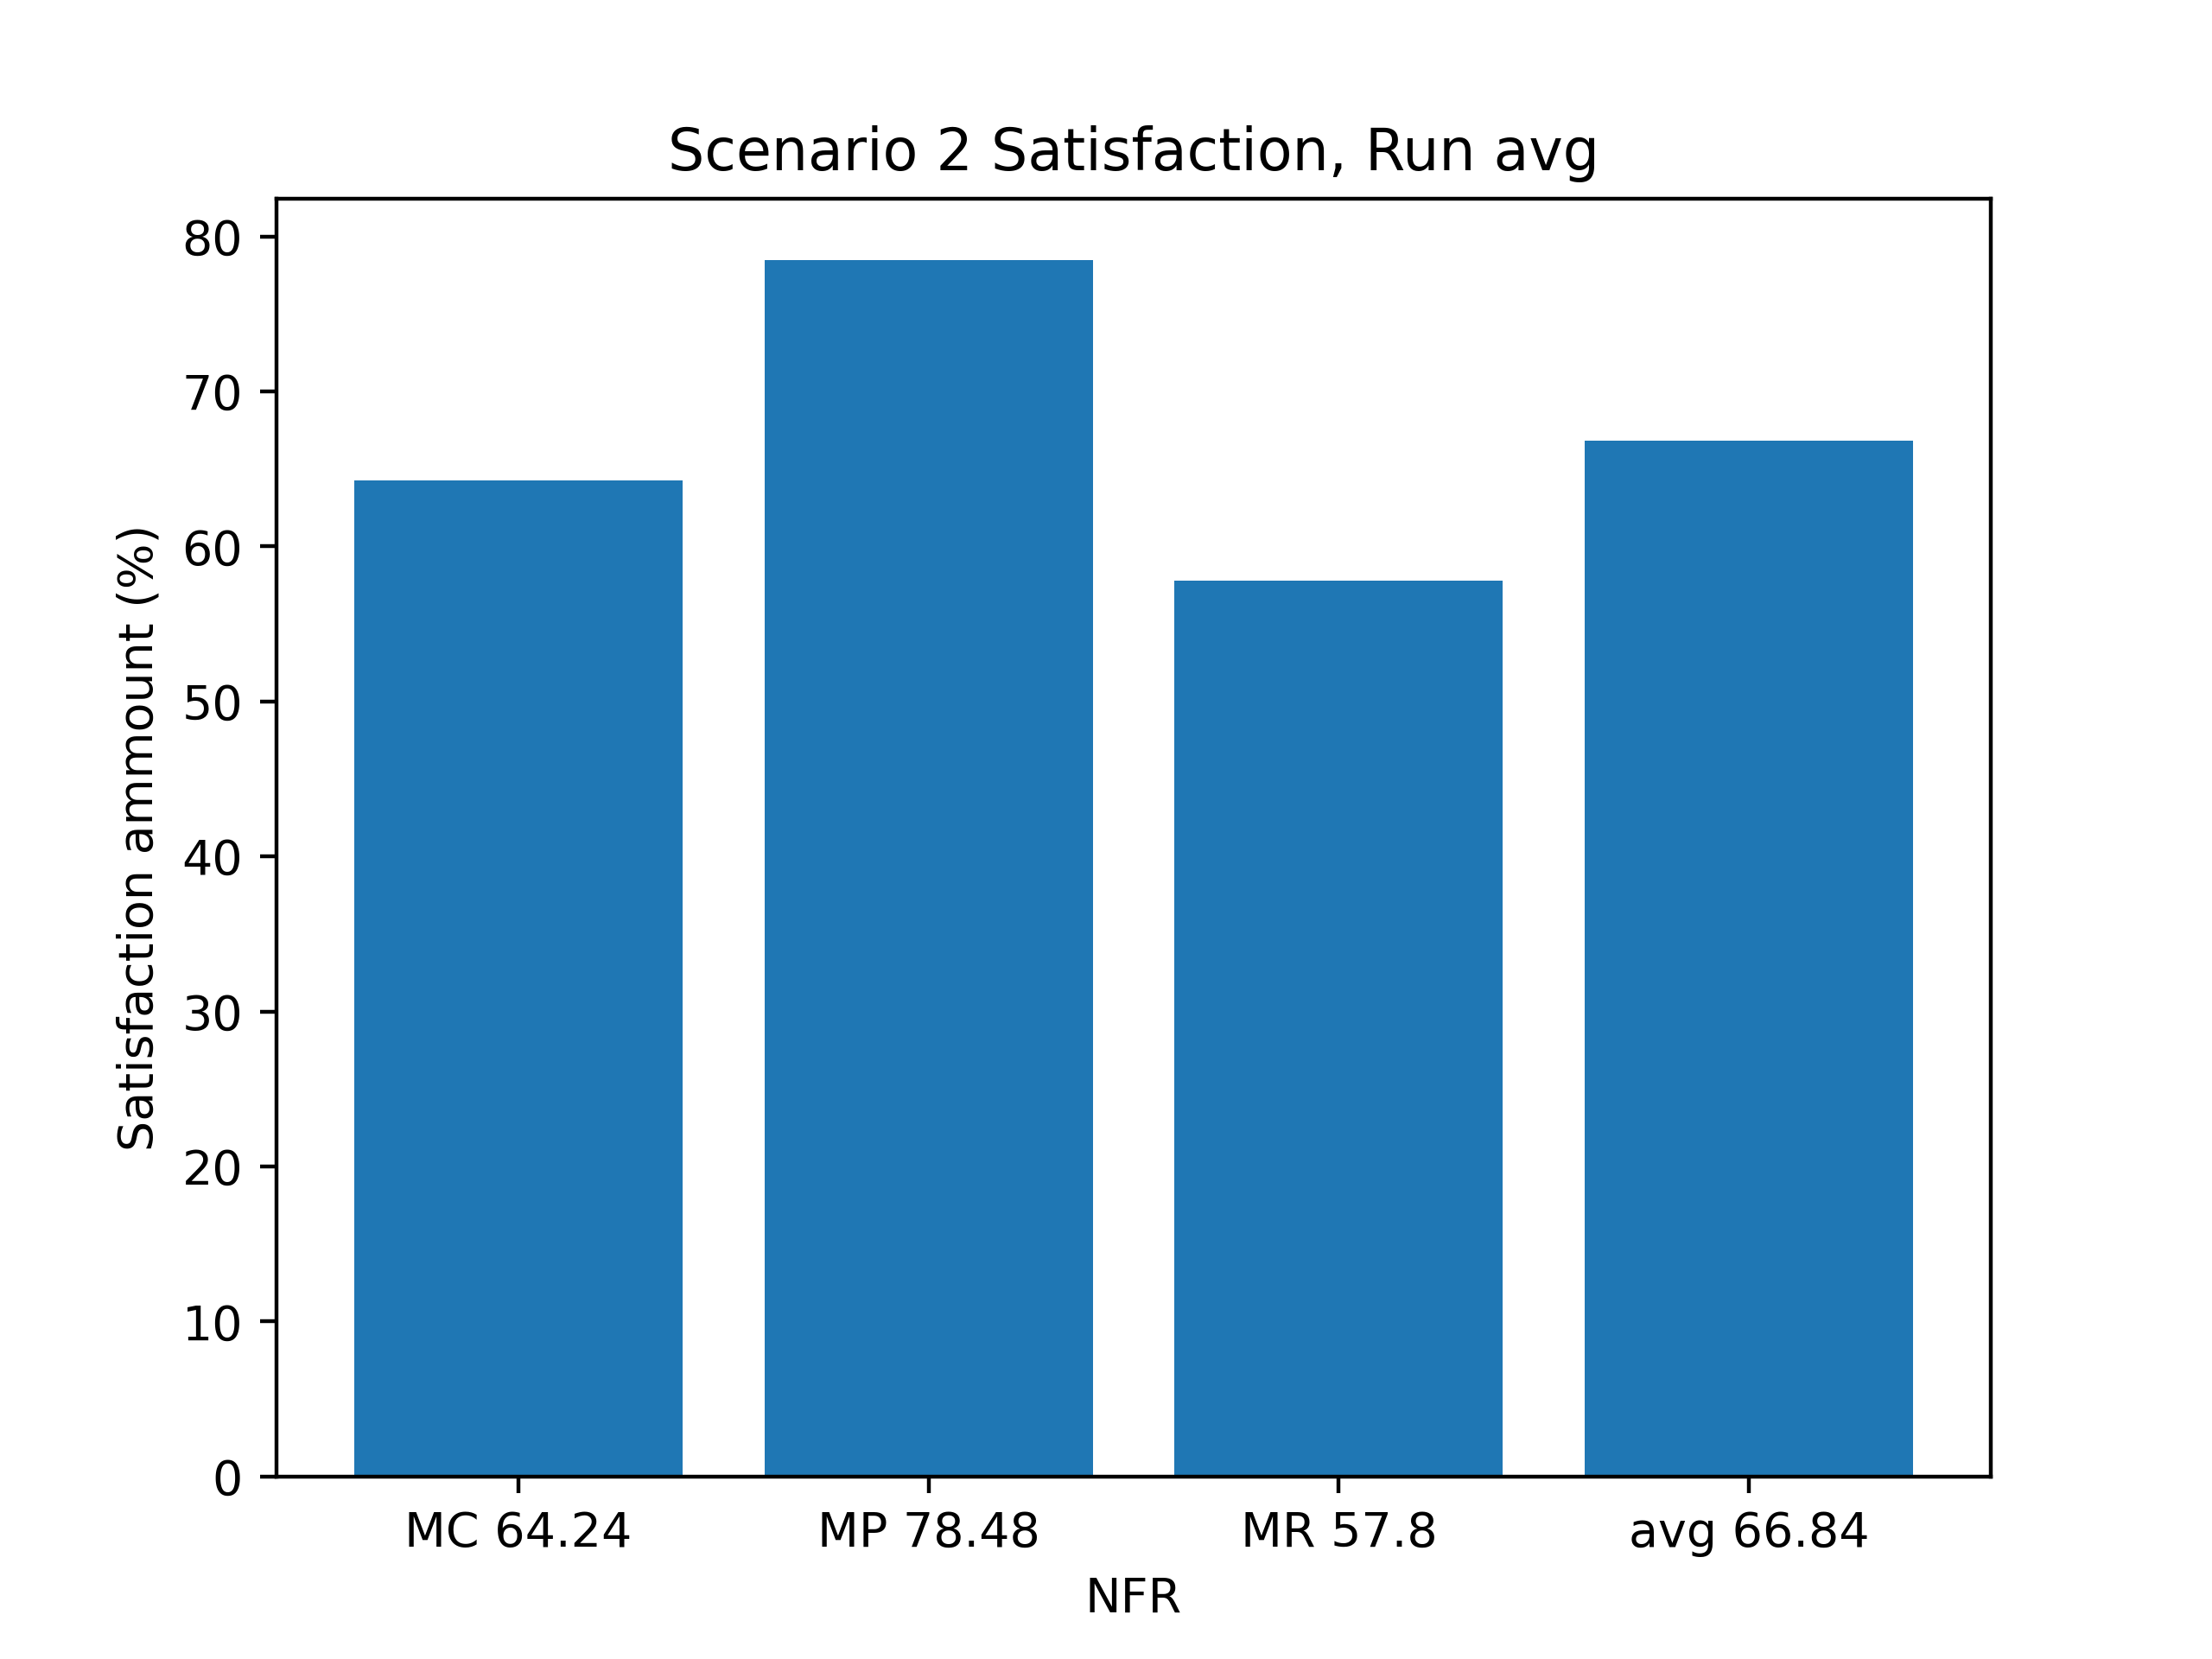 Scenario 2 Satisfaction, Run avg
Satisfaction ammount (%)
80
70
60
50
40
30
20
10
0
MC 64.24
MP 78.48
MR 57.8
avg 66.84
NFR